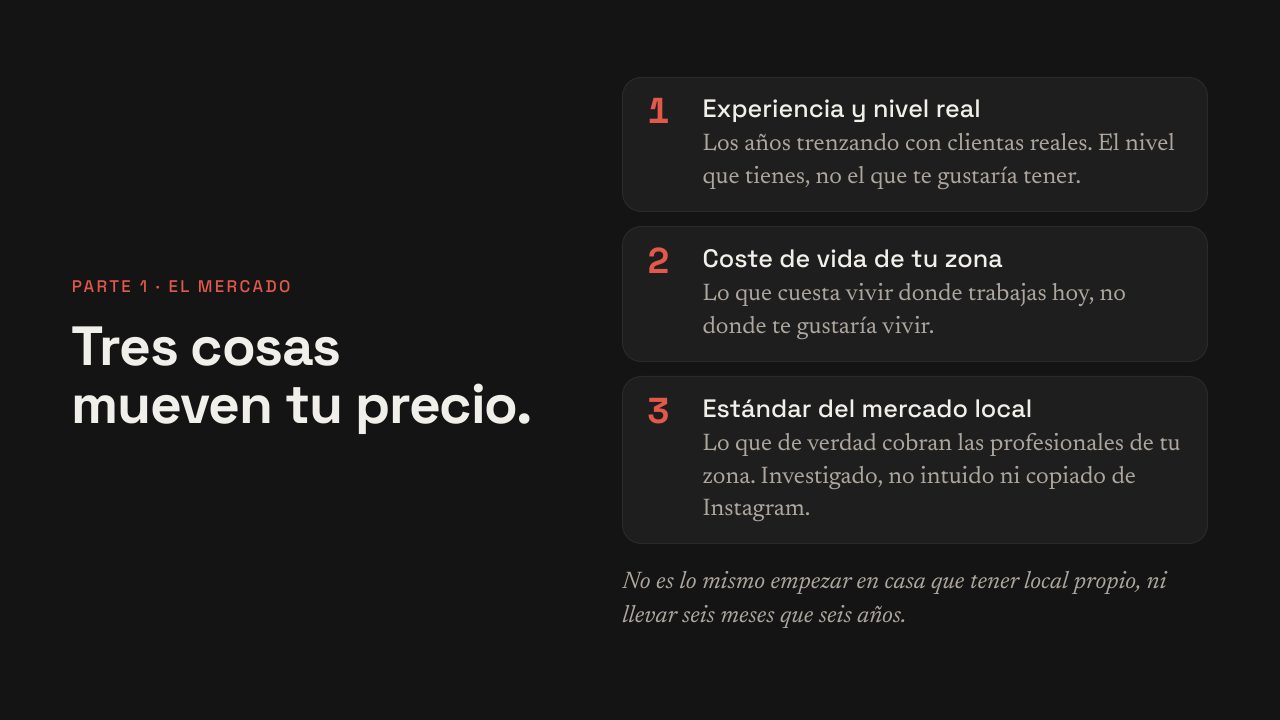 PARTE 1 · EL MERCADO
Tres cosas
mueven tu precio.
1
Experiencia y nivel real
Los años trenzando con clientas reales. El nivel
que tienes, no el que te gustaría tener.
2
Coste de vida de tu zona
Lo que cuesta vivir donde trabajas hoy, no
donde te gustaría vivir.
3
Estándar del mercado local
Lo que de verdad cobran las profesionales de tu
zona. Investigado, no intuido ni copiado de
Instagram.
No es lo mismo empezar en casa que tener local propio, ni
llevar seis meses que seis años.